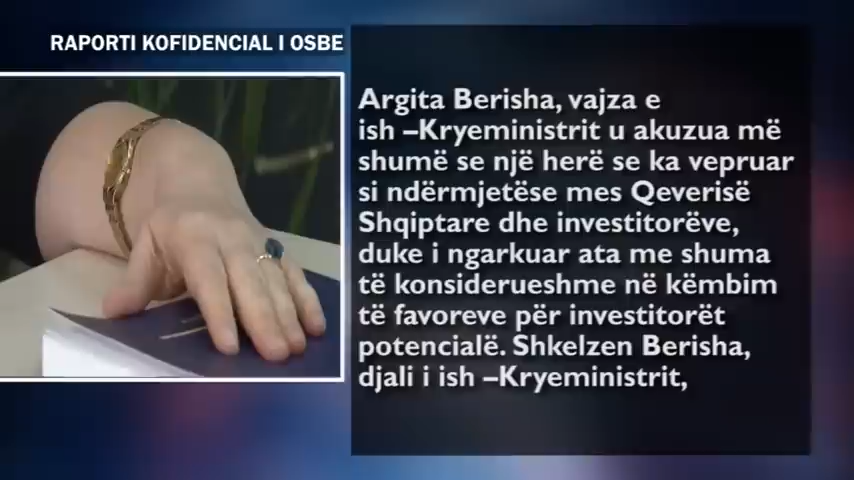 RAPORTI KOFIDENCIAL I OSBE
Argita Berisha, vajza e
ish –Kryeministrit u akuzua më
shumë se një herë se ka vepruar
si ndërmjetëse mes Qeverisë
Shqiptare dhe investitorëve,
duke i ngarkuar ata me shuma
të konsiderueshme në këmbim
të favoreve për investitorët
potencialë. Shkelzen Berisha,
djali i ish –Kryeministrit,